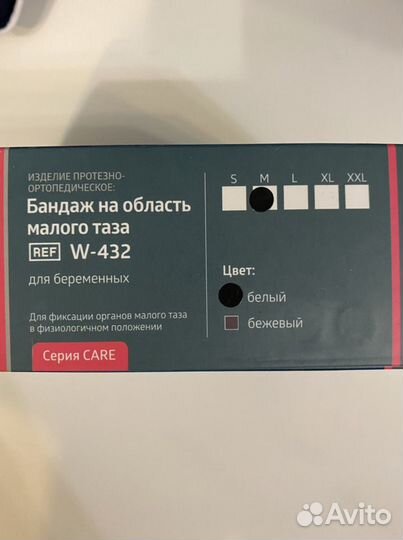 ИЗДЕЛИЕ ПРОТЕЗНО-
ОРТОПЕДИЧЕСКОЕ:
Бандаж на область
малого таза
REF W-432
для беременных
Для фиксации органов малого таза
в физиологичном положении
Серия CARE
S M L XL XXL
Цвет:
белый
бежевый
Avito